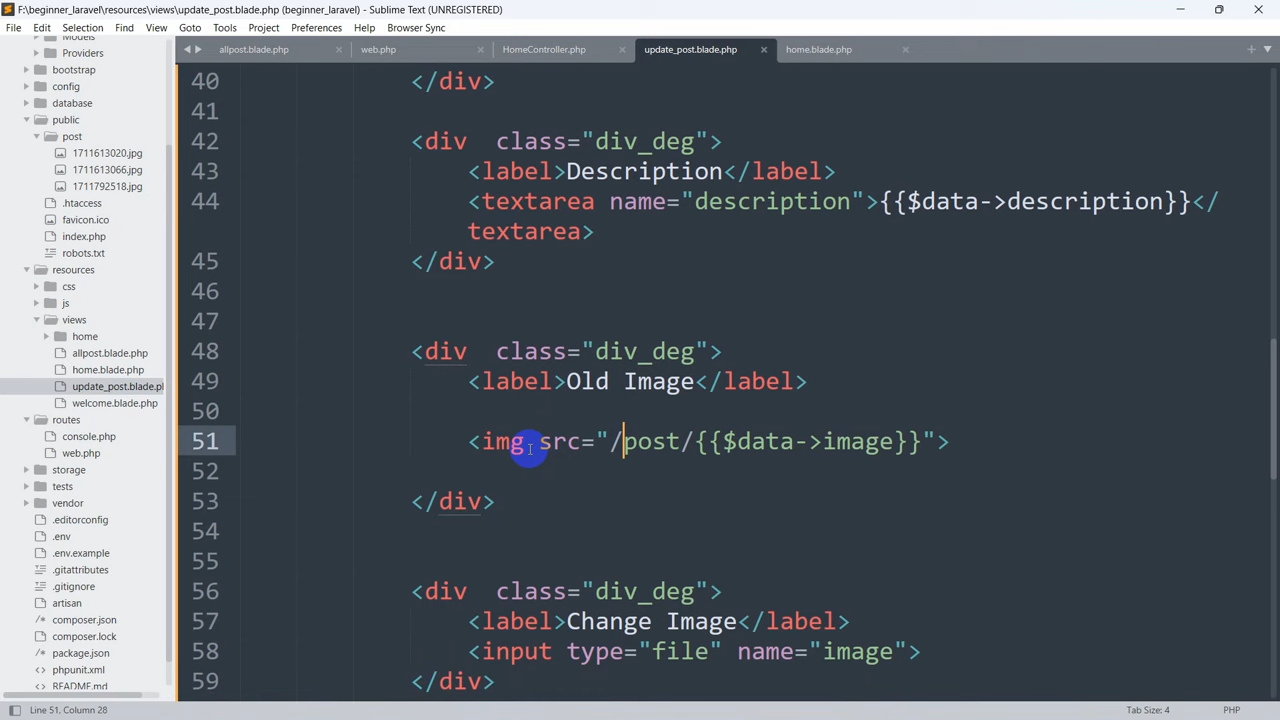 F:\beginner_laravel\resources\views\update_post.blade.php (beginner_laravel) - Sublime Text (UNREGISTERED)
File Edit Selection Find View Goto Tools Project Preferences Help Browser Sync
Models
Providers
bootstrap
config
database
public
post
1711613020.jpg
1711613066.jpg
1711792518.jpg
.htaccess
favicon.ico
index.php
robots.txt
resources
css
js
views
home
allpost.blade.php
home.blade.php
update_post.blade.pl
welcome.blade.php
routes
console.php
web.php
storage
tests
vendor
.editorconfig
.env
.env.example
.gitattributes
.gitignore
artisan
composer.json
composer.lock
package.json
phpunit.xml
README.md
allpost.blade.php web.php HomeController.php update_post.blade.php home.blade.php
40 </div>
41
42 <div  class="div_deg">
43 <label>Description</label>
44 <textarea name="description">{{$data->description}}</
textarea>
45 </div>
46
47
48 <div  class="div_deg">
49 <label>Old Image</label>
50
51 <img src="/post/{{$data->image}}">
52
53 </div>
54
55
56 <div  class="div_deg">
57 <label>Change Image</label>
58 <input type="file" name="image">
59 </div>
Line 51, Column 28 Tab Size: 4 PHP